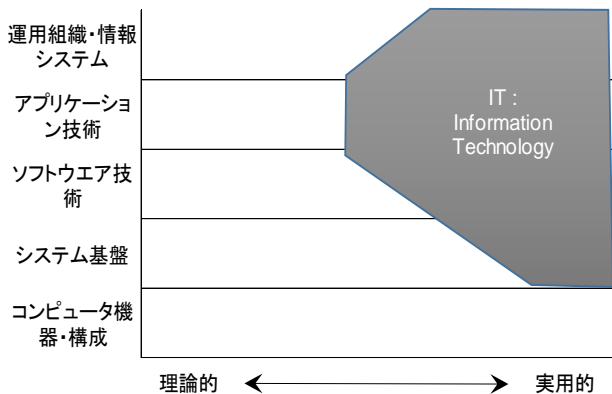 運用組織・情報
システム
アプリケーショ
ン技術
ソフトウエア技
術
システム基盤
コンピュータ機
器・構成
IT :
Information
Technology
理論的
実用的